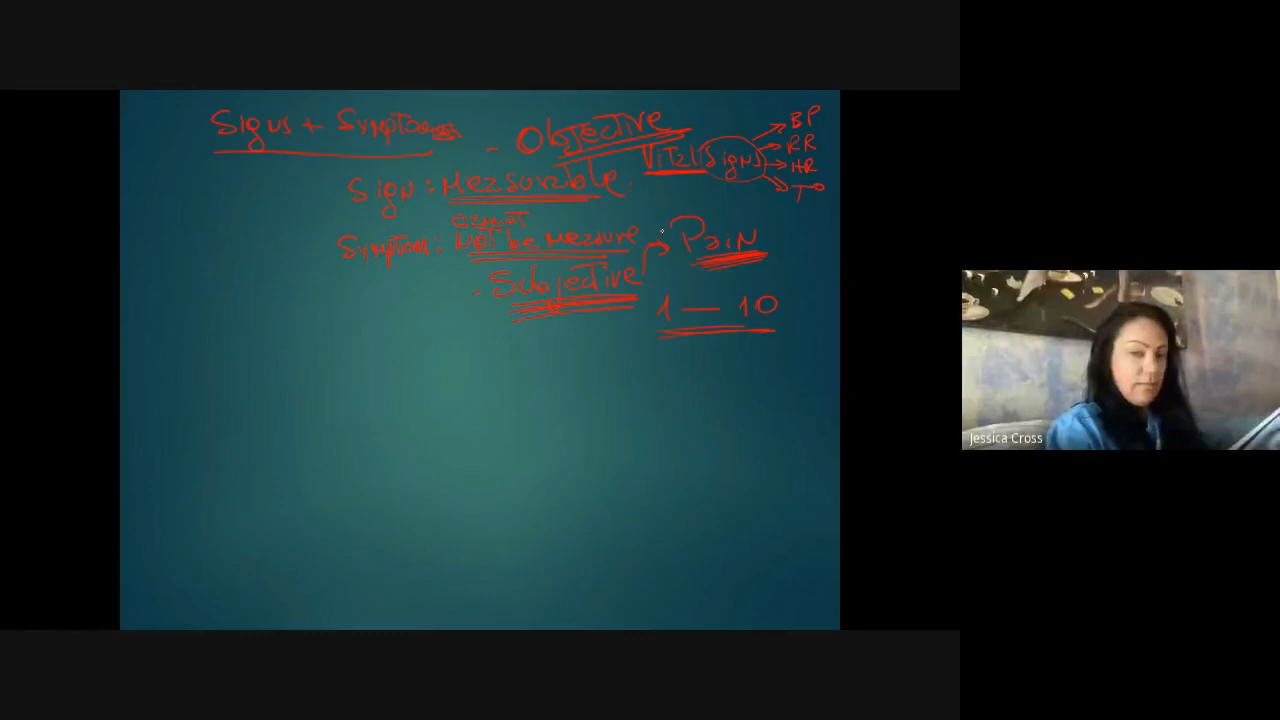 Signs + Symptoms
- Objective
Vital Signs
BP
RR
HR
T°
Sign: Measurable.
cannot
Symptom: NOT be measure
Pain
- Subjective
1 — 10
Jessica Cross